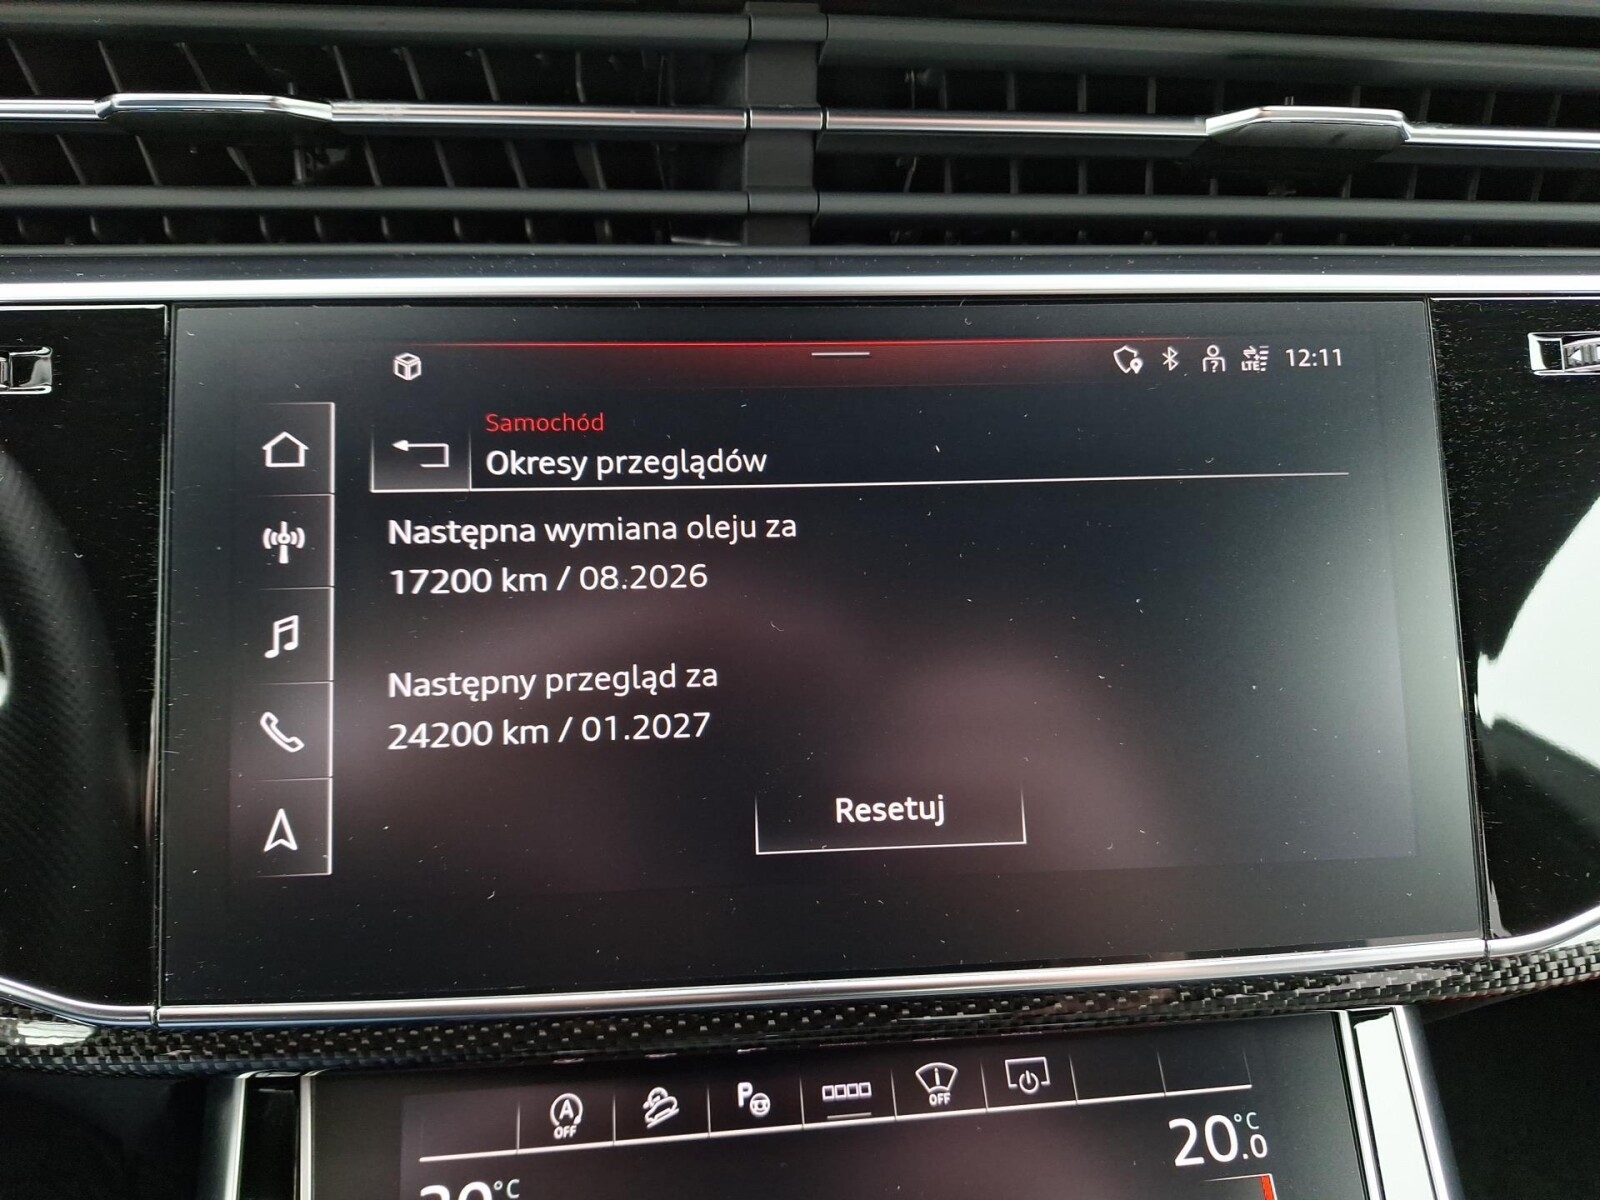 LTE 12:11
Samochód
Okresy przeglądów
Następna wymiana oleju za
17200 km / 08.2026
Następny przegląd za
24200 km / 01.2027
Resetuj
A OFF
P
OFF
20.0 °C
°C